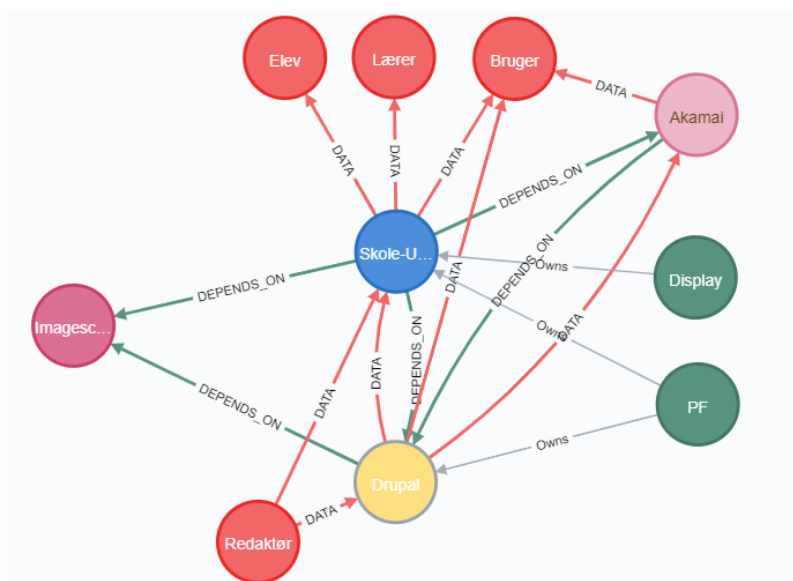 Elev
Lærer
Bruger
DATA
Akamai
DATA
DATA
DATA
DEPENDS_ON
Skole-U...
DEPENDS_ON
Owns
DATA
Display
DEPENDS_ON
Imagesc...
Owns
DATA
DEPENDS_ON
DATA
DATA
DEPENDS_ON
PF
Owns
Drupal
DATA
Redaktør